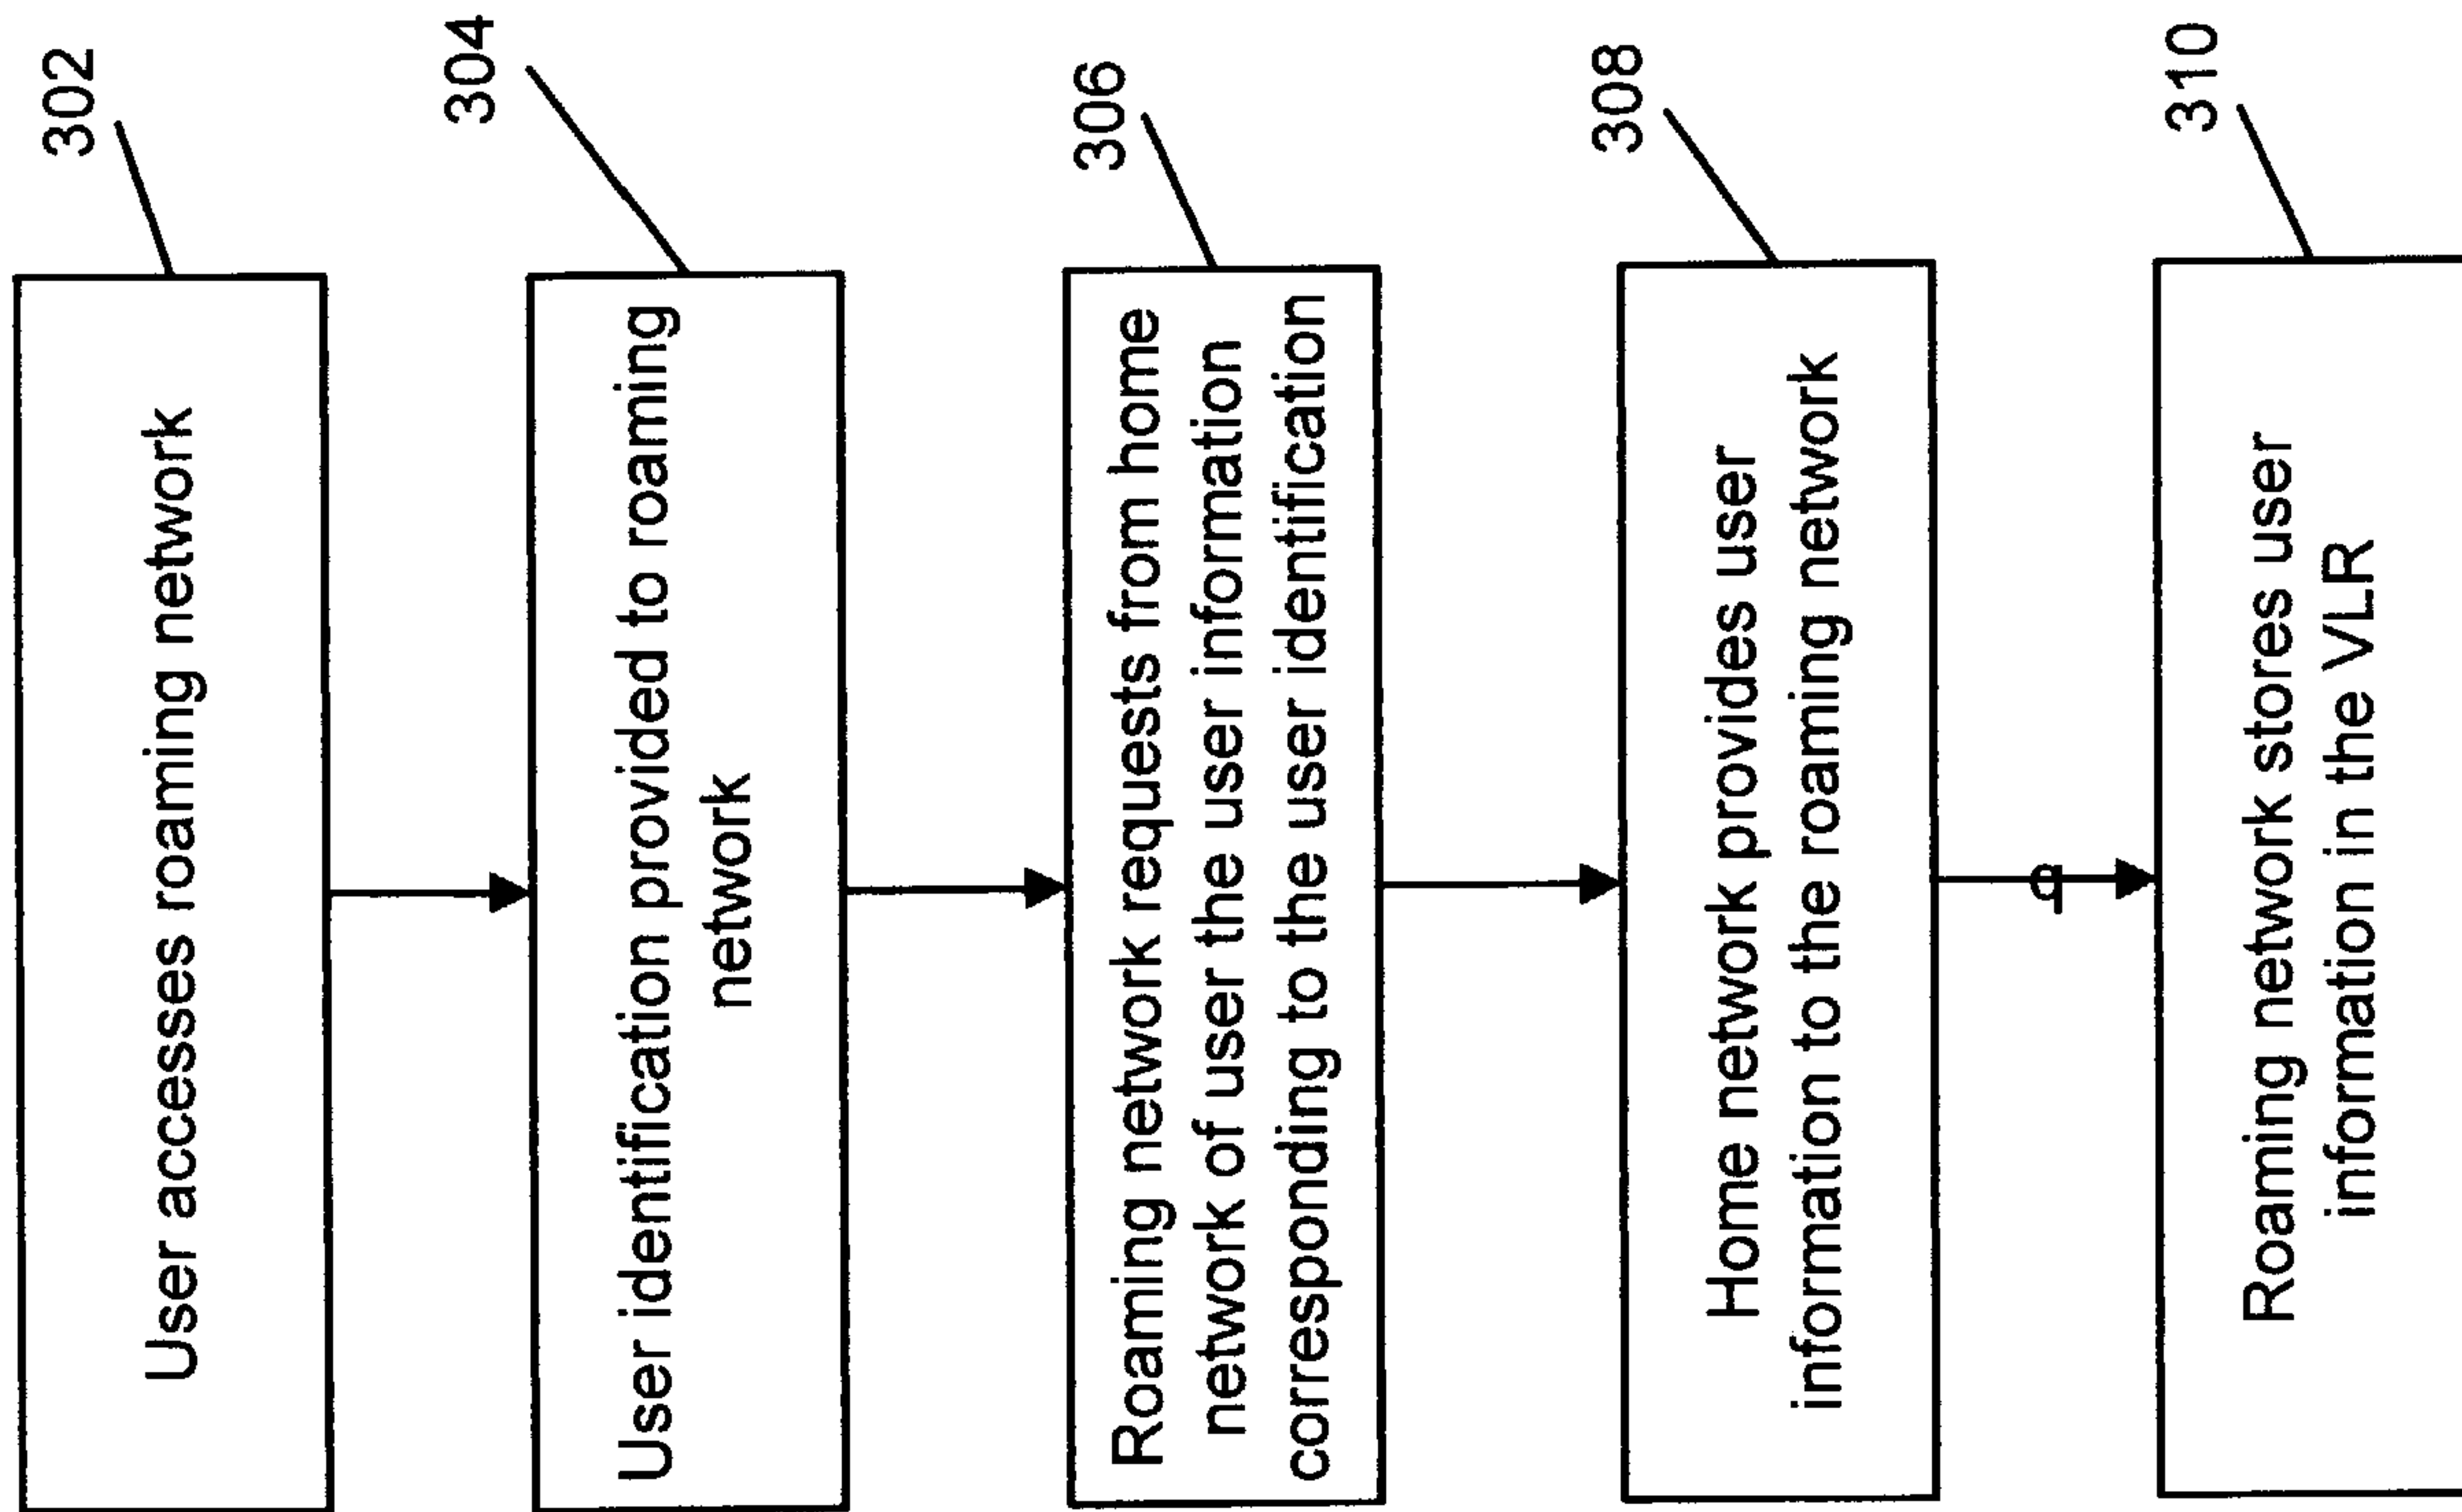 302
User accesses roaming network
304
User identification provided to roaming
network
306
Roaming network requests from home
network of user the user information
corresponding to the user identification
308
Home network provides user
information to the roaming network
q
310
Roaming network stores user
information in the VLR